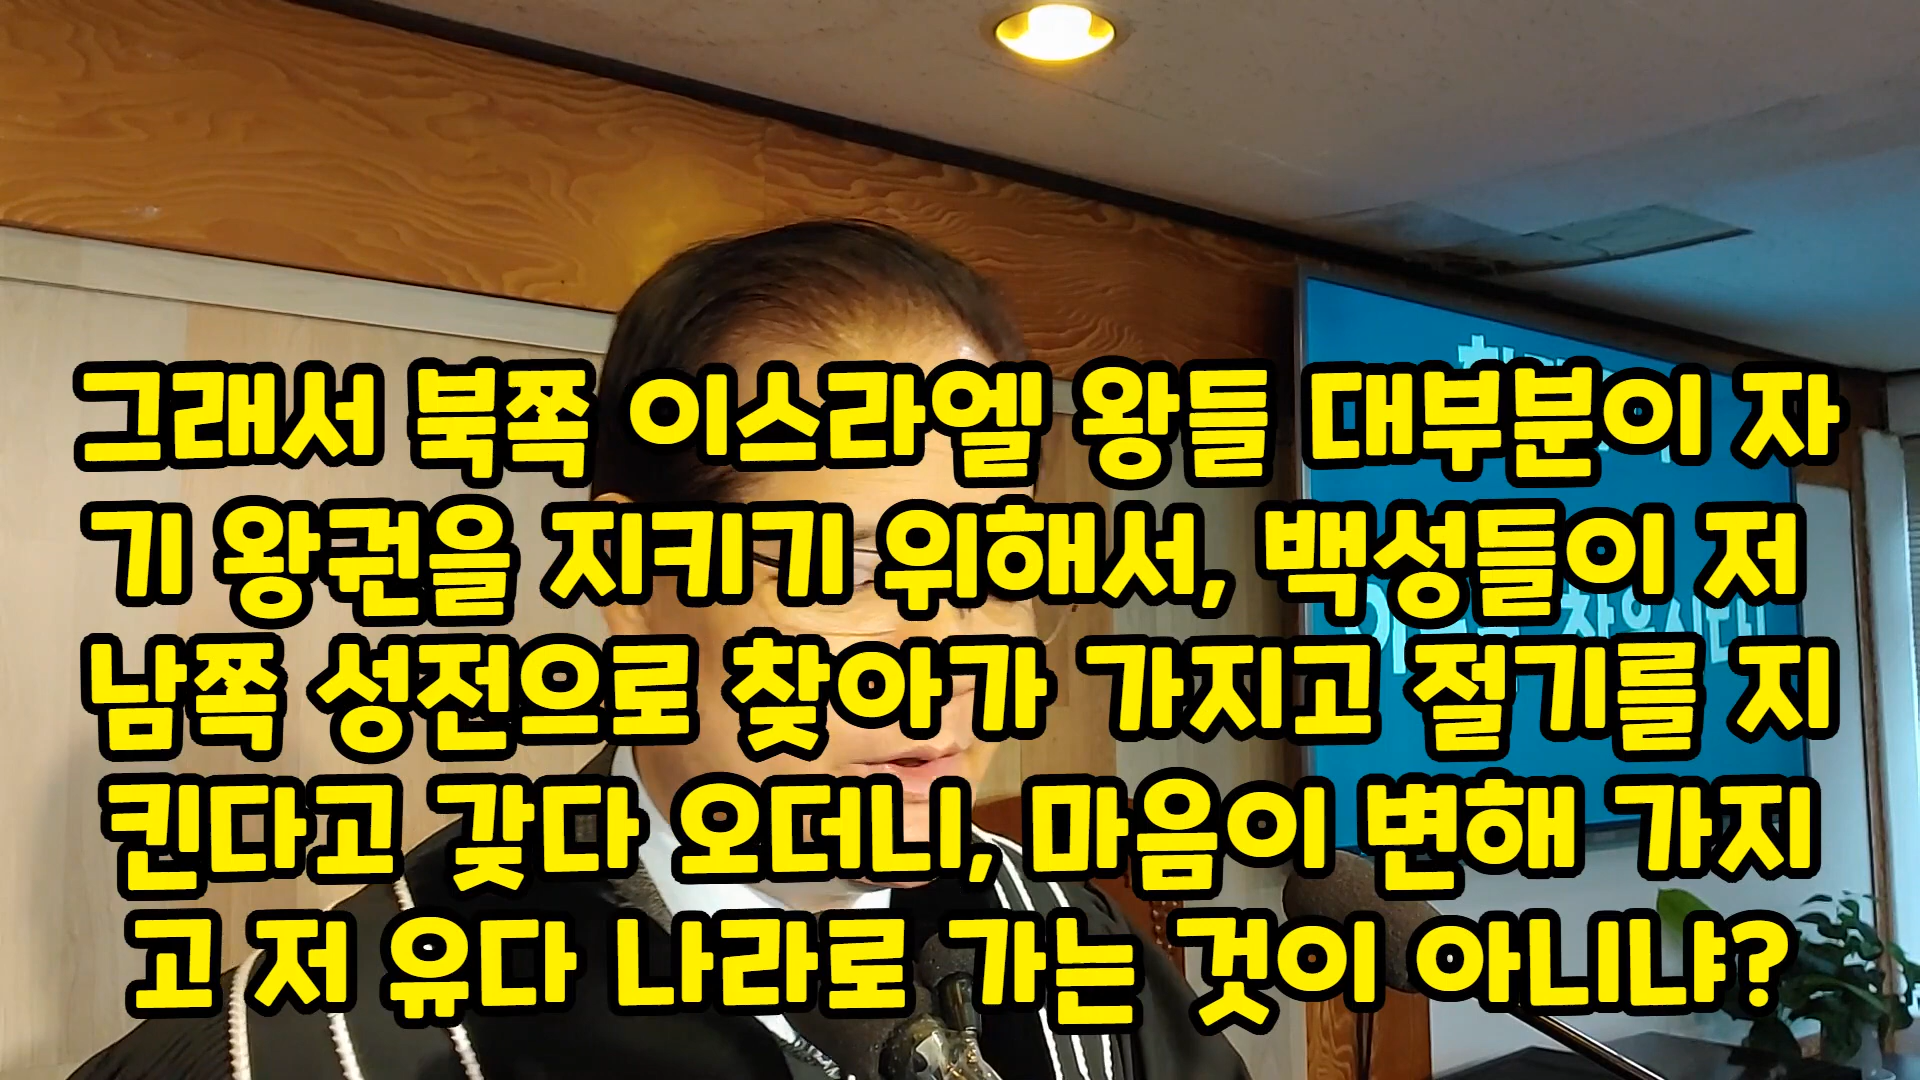 그래서 북쪽 이스라엘 왕들 대부분이 자
기 왕권을 지키기 위해서, 백성들이 저
남쪽 성전으로 찾아가 가지고 절기를 지
킨다고 갖다 오더니, 마음이 변해 가지
고 저 유다 나라로 가는 것이 아니냐?